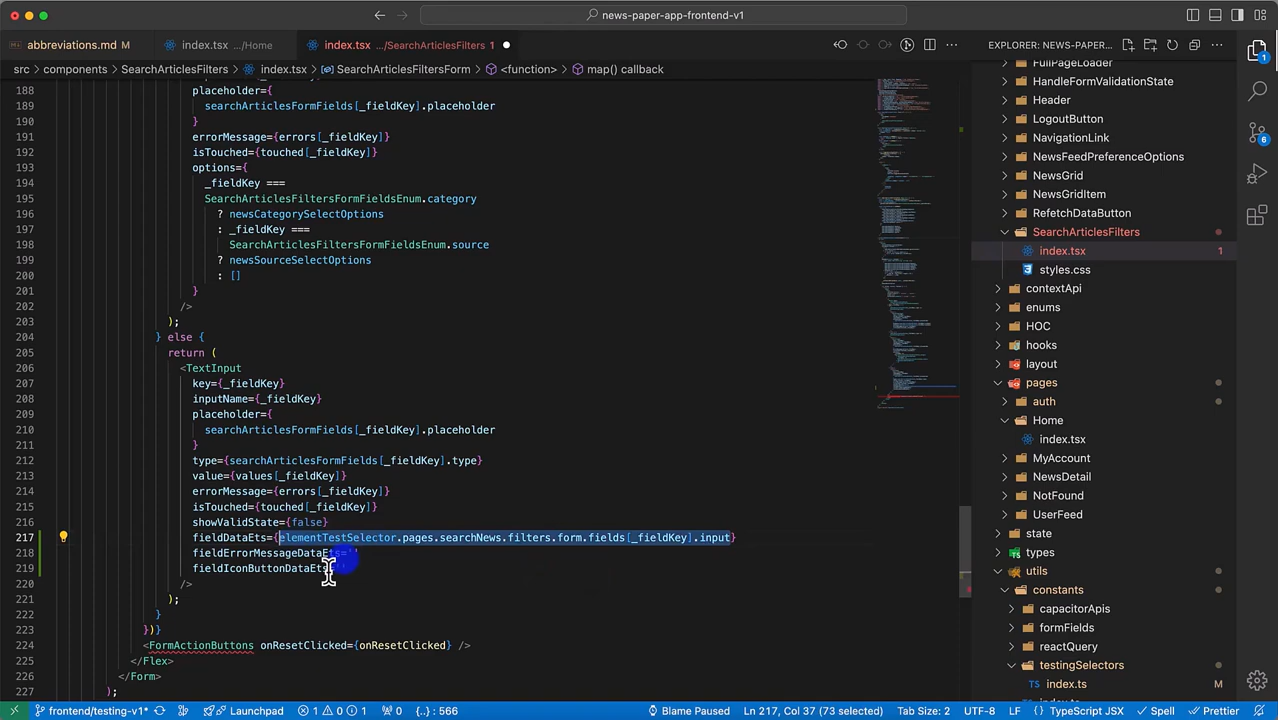 news-paper-app-frontend-v1
abbreviations.md M
index.tsx .../Home
index.tsx .../SearchArticlesFilters 1
EXPLORER: NEWS-PAPER...
src > components > SearchArticlesFilters > index.tsx > SearchArticlesFiltersForm > <function> > map() callback
188 placeholder={
189 searchArticlesFormFields[_fieldKey].placeholder
190
191 errorMessage={errors[_fieldKey]}
192 isTouched={touched[_fieldKey]}
193 options={
194 _fieldKey ===
195 SearchArticlesFiltersFormFieldsEnum.category
196 ? newsCategorySelectOptions
197 : _fieldKey ===
198 SearchArticlesFiltersFormFieldsEnum.source
199 ? newsSourceSelectOptions
200 : []
201 }
202 />
203 );
204 } else {
205 return (
206 <TextInput
207 key={_fieldKey}
208 inputName={_fieldKey}
209 placeholder={
210 searchArticlesFormFields[_fieldKey].placeholder
211 }
212 type={searchArticlesFormFields[_fieldKey].type}
213 value={values[_fieldKey]}
214 errorMessage={errors[_fieldKey]}
215 isTouched={touched[_fieldKey]}
216 showValidState={false}
217 fieldDataEts={elementTestSelector.pages.searchNews.filters.form.fields[_fieldKey].input}
218 fieldErrorMessageDataEts=''
219 fieldIconButtonDataEts
220 />
221 );
222 }
223 })}
224 <FormActionButtons onResetClicked={onResetClicked} />
225 </Flex>
226 </Form>
227 );
FullPageLoader
HandleFormValidationState
Header
LogoutButton
NavigationLink
NewsFeedPreferenceOptions
NewsGrid
NewsGridItem
RefetchDataButton
SearchArticlesFilters
index.tsx 1
styles.css
contextApi
enums
HOC
hooks
layout
pages
auth
Home
index.tsx
MyAccount
NewsDetail
NotFound
UserFeed
state
types
utils
constants
capacitorApis
formFields
reactQuery
testingSelectors
index.ts M
1
6
frontend/testing-v1* Launchpad 1 0 1 0 {..} : 566 Blame Paused Ln 217, Col 37 (73 selected) Tab Size: 2 UTF-8 LF {} TypeScript JSX Spell Prettier